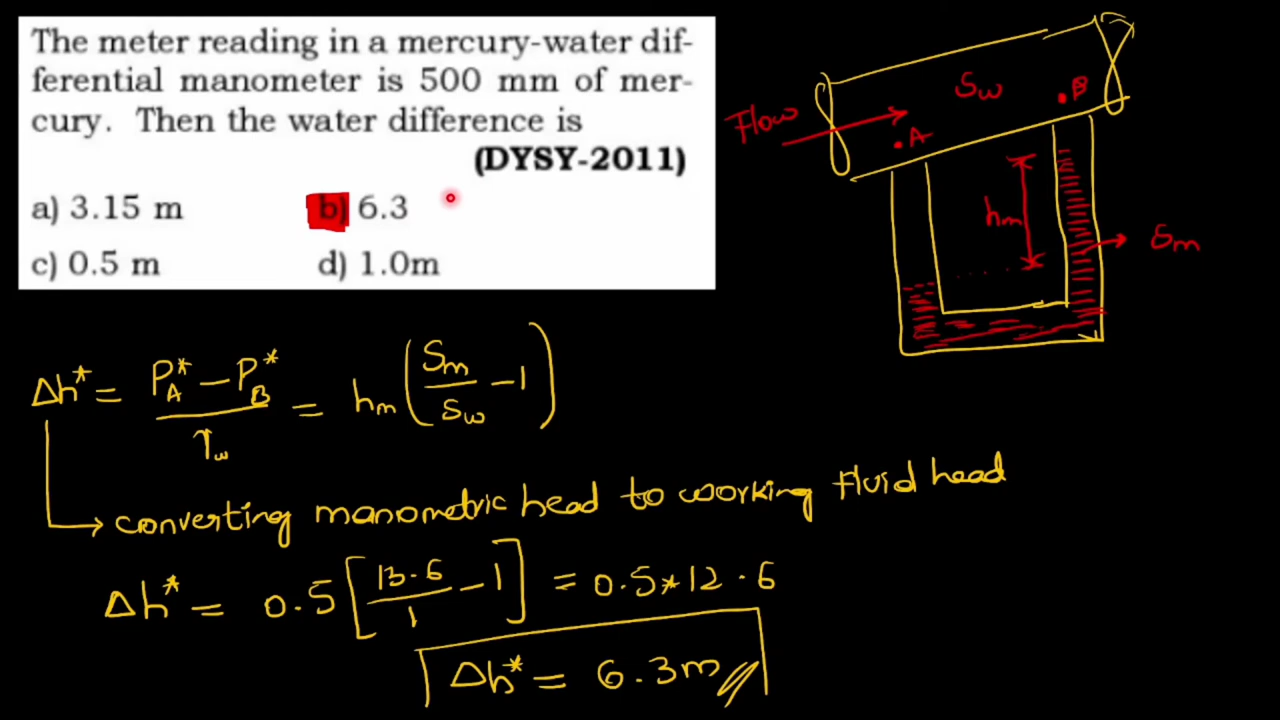 The meter reading in a mercury-water dif-
ferential manometer is 500 mm of mer-
cury. Then the water difference is
(DYSY-2011)
a) 3.15 m b) 6.3
c) 0.5 m d) 1.0m
Flow
Sw
A
B
hm
Sm
Δh* = (PA* - PB*)/γw = hm (Sm/Sw - 1)
converting manometric head to working fluid head
Δh* = 0.5 [13.6/1 - 1] = 0.5*12.6
Δh* = 6.3m